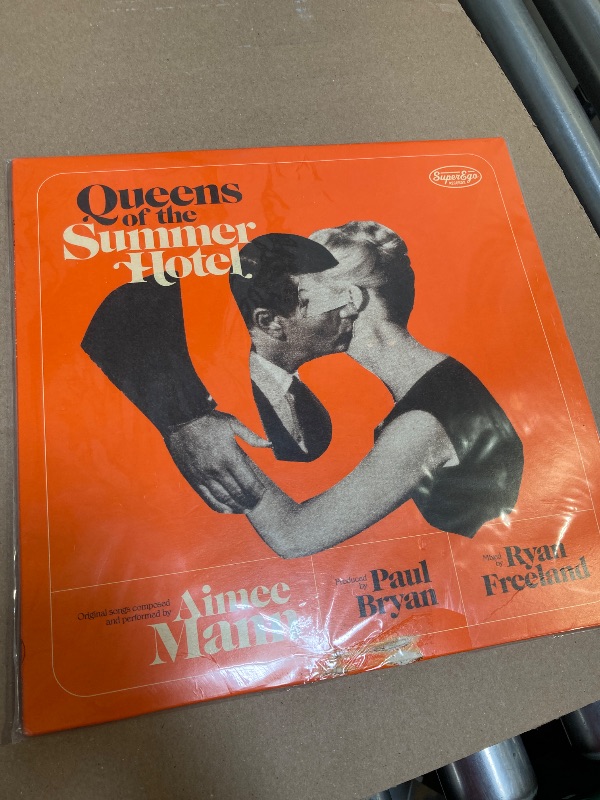 SuperEgo
RECORDS
Queens
of the
Summer
Hotel
Original songs composed
and performed by
Aimee
Mann
Produced
by
Paul
Bryan
Mixed
by
Ryan
Freeland